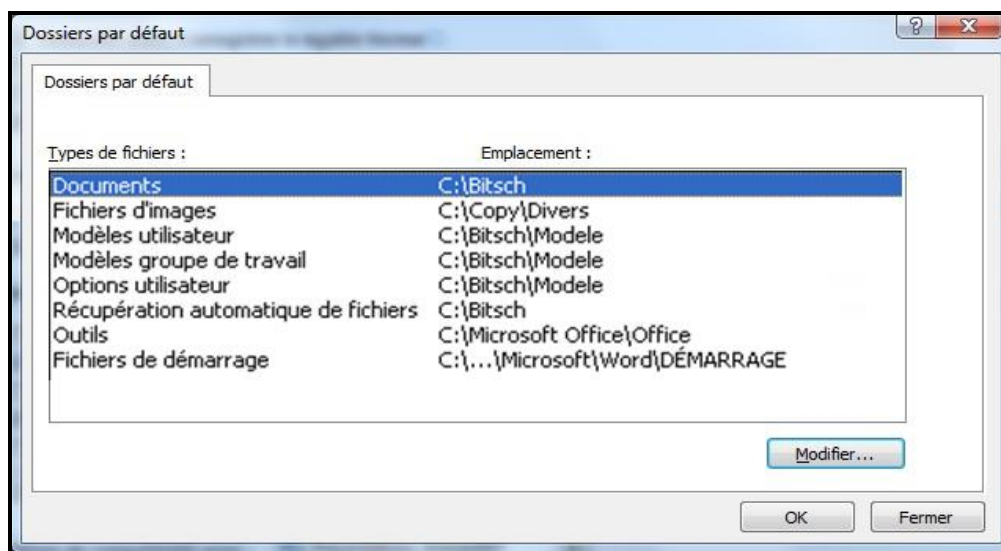 Dossiers par défaut
Dossiers par défaut
Types de fichiers : Emplacement :
Documents C:\Bitsch
Fichiers d'images C:\Copy\Divers
Modèles utilisateur C:\Bitsch\Modele
Modèles groupe de travail C:\Bitsch\Modele
Options utilisateur C:\Bitsch\Modele
Récupération automatique de fichiers C:\Bitsch
Outils C:\Microsoft Office\Office
Fichiers de démarrage C:\...\Microsoft\Word\DÉMARRAGE
Modifier...
OK Fermer